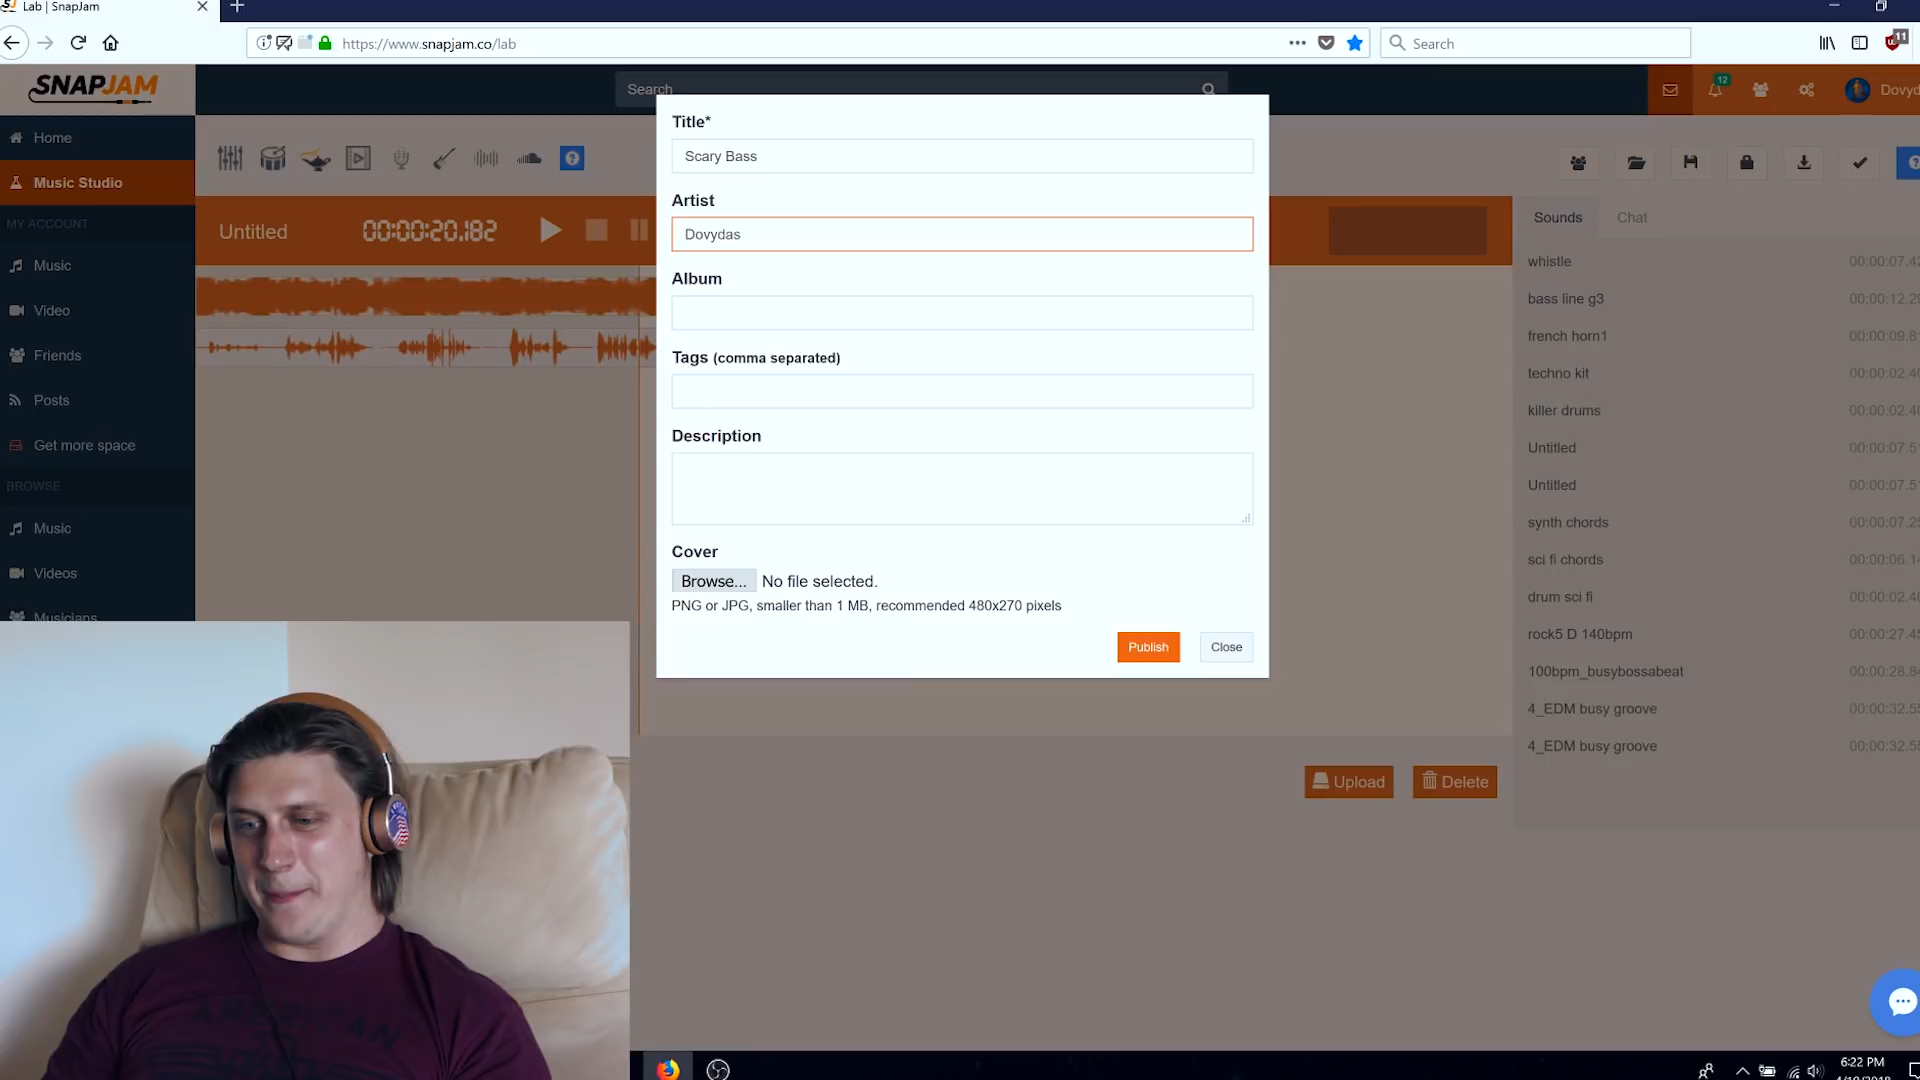 Lab | SnapJam
https://www.snapjam.co/lab
Search
11
SNAPJAM
Search
12
Home
Music Studio
MY ACCOUNT
Music
Video
Friends
Posts
Get more space
BROWSE
Music
Videos
Musicians
Untitled
00:00:20.182
Title*
Scary Bass
Artist
Dovydas
Album
Tags (comma separated)
Description
Cover
Browse... No file selected.
PNG or JPG, smaller than 1 MB, recommended 480x270 pixels
Publish
Close
Sounds
Chat
whistle
bass line g3
french horn1
techno kit
killer drums
Untitled
Untitled
synth chords
sci fi chords
drum sci fi
rock5 D 140bpm
100bpm_busybossabeat
4_EDM busy groove
4_EDM busy groove
Upload
Delete
AMERICAN
6:22 PM